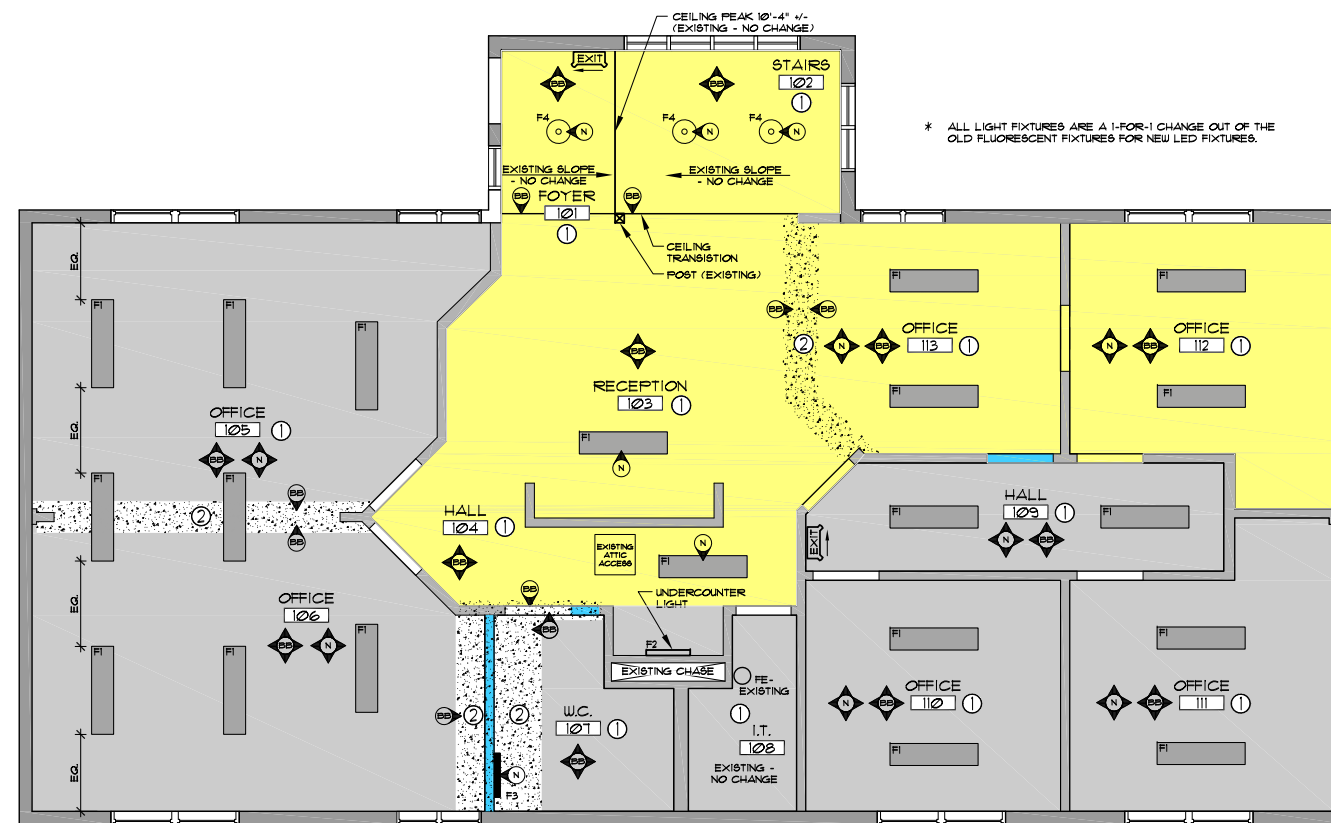 CEILING PEAK 10'-4" +/-
(EXISTING - NO CHANGE)
EXIT
BB
BB
STAIRS
102
1
F4
N
F4
N
F4
N
* ALL LIGHT FIXTURES ARE A 1-FOR-1 CHANGE OUT OF THE
OLD FLUORESCENT FIXTURES FOR NEW LED FIXTURES.
EXISTING SLOPE
- NO CHANGE
EXISTING SLOPE
- NO CHANGE
BB
FOYER
101
1
BB
CEILING
TRANSISTION
POST (EXISTING)
EQ.
F1
F1
F1
EQ.
OFFICE
105
1
BB
N
BB
RECEPTION
103
1
F1
N
BB
BB
2
F1
N
BB
OFFICE
113
1
F1
F1
N
BB
OFFICE
112
1
F1
F1
F1
2
BB
BB
HALL
104
1
BB
EXISTING
ATTIC
ACCESS
N
F1
EXIT
F1
HALL
109
1
N
BB
F1
EQ.
OFFICE
106
1
BB
N
F1
F1
F1
EQ.
BB
BB
UNDERCOUNTER
LIGHT
F2
EXISTING CHASE
FE-
EXISTING
BB
2
2
W.C.
107
1
BB
N
F3
1
I.T.
108
EXISTING -
NO CHANGE
F1
OFFICE
110
1
N
BB
F1
F1
OFFICE
111
1
N
BB
F1